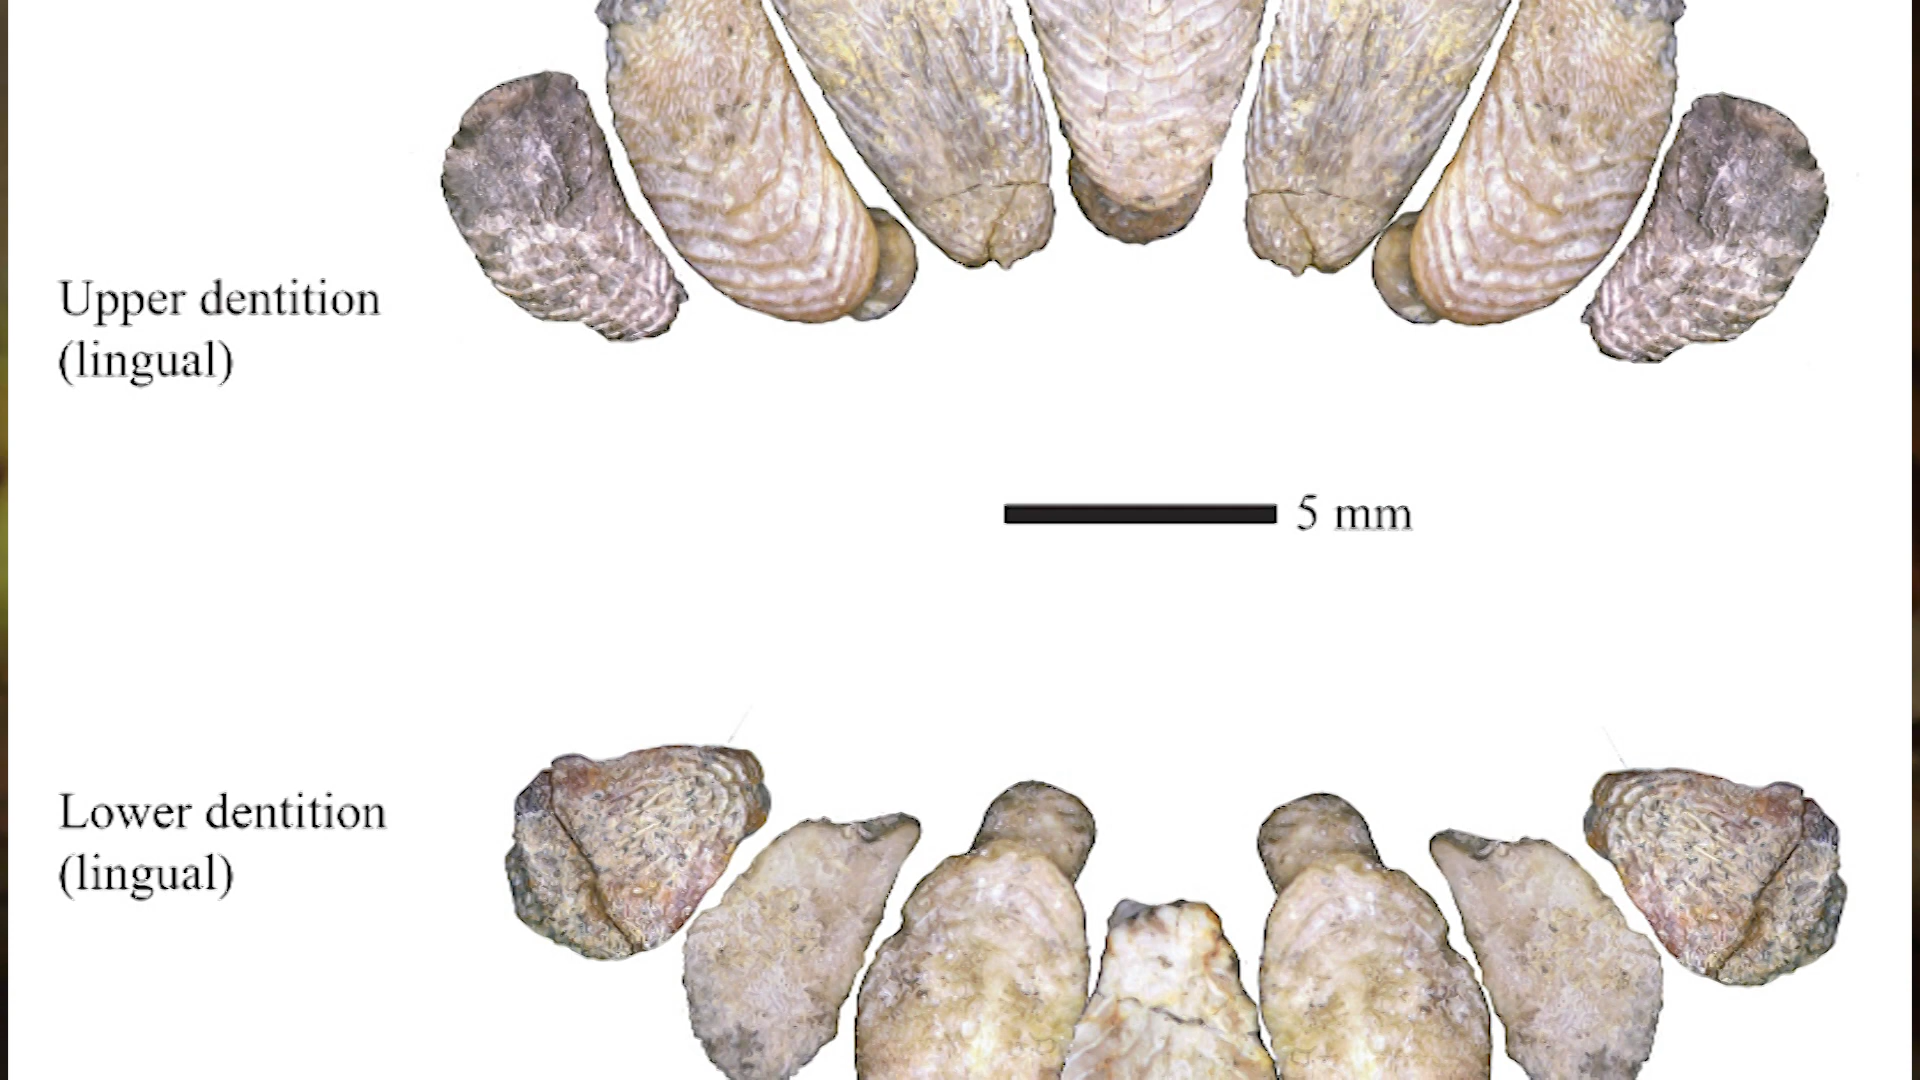 Upper dentition
(lingual)
5 mm
Lower dentition
(lingual)